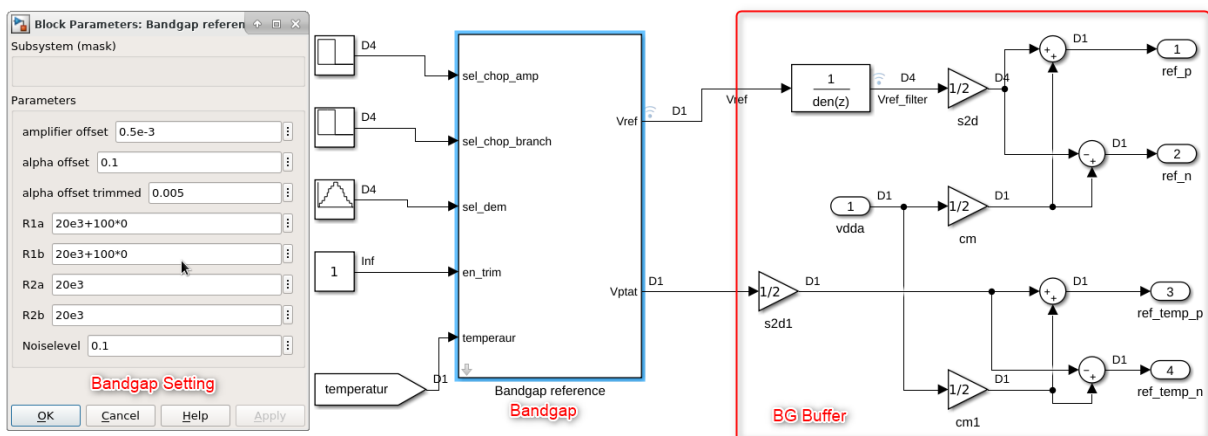 Block Parameters: Bandgap referen
Subsystem (mask)
Parameters
amplifier offset 0.5e-3
alpha offset 0.1
alpha offset trimmed 0.005
R1a 20e3+100*0
R1b 20e3+100*0
R2a 20e3
R2b 20e3
Noiselevel 0.1
Bandgap Setting
OK Cancel Help Apply
D4
D4
D4
1
Inf
temperatur
D1
sel_chop_amp
sel_chop_branch
sel_dem
en_trim
temperaur
Vref
Vptat
Bandgap reference
Bandgap
D1
Vref
D1
1
den(z)
D4
Vref_filter
1/2
s2d
D4
D1
1
ref_p
D1
2
ref_n
1
vdda
D1
1/2
cm
D1
1/2
s2d1
D1
D1
3
ref_temp_p
D1
4
ref_temp_n
1/2
cm1
D1
BG Buffer